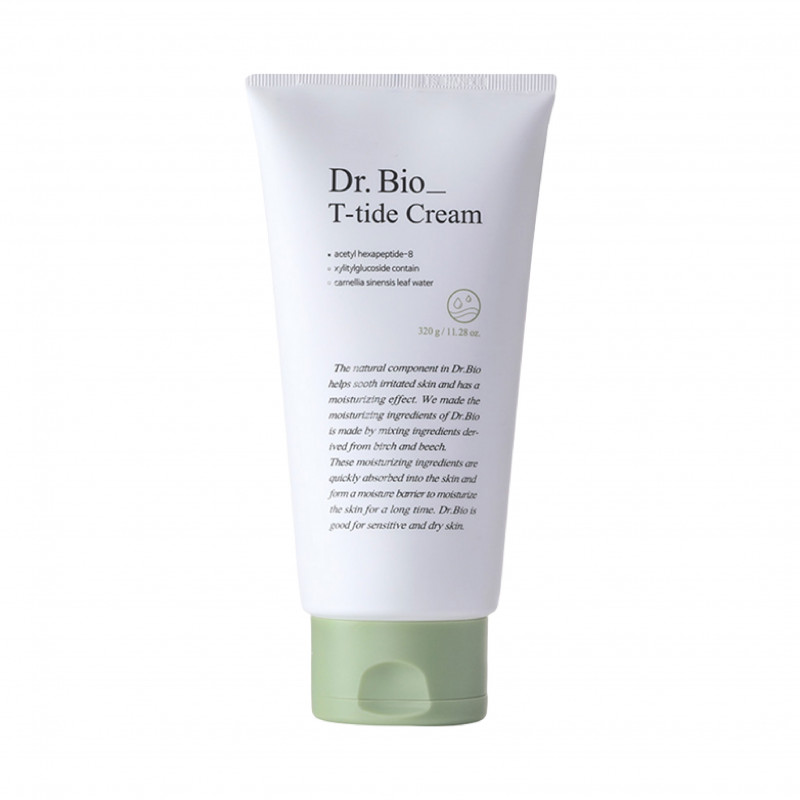 Dr. Bio_
T-tide Cream
acetyl hexapeptide-8
xylitylglucoside contain
camellia sinensis leaf water
320 g / 11.28 oz.
The natural component in Dr.Bio
helps sooth irritated skin and has a
moisturizing effect. We made the
moisturizing ingredients of Dr.Bio
is made by mixing ingredients der-
ived from birch and beech.
These moisturizing ingredients are
quickly absorbed into the skin and
form a moisture barrier to moisturize
the skin for a long time. Dr.Bio is
good for sensitive and dry skin.